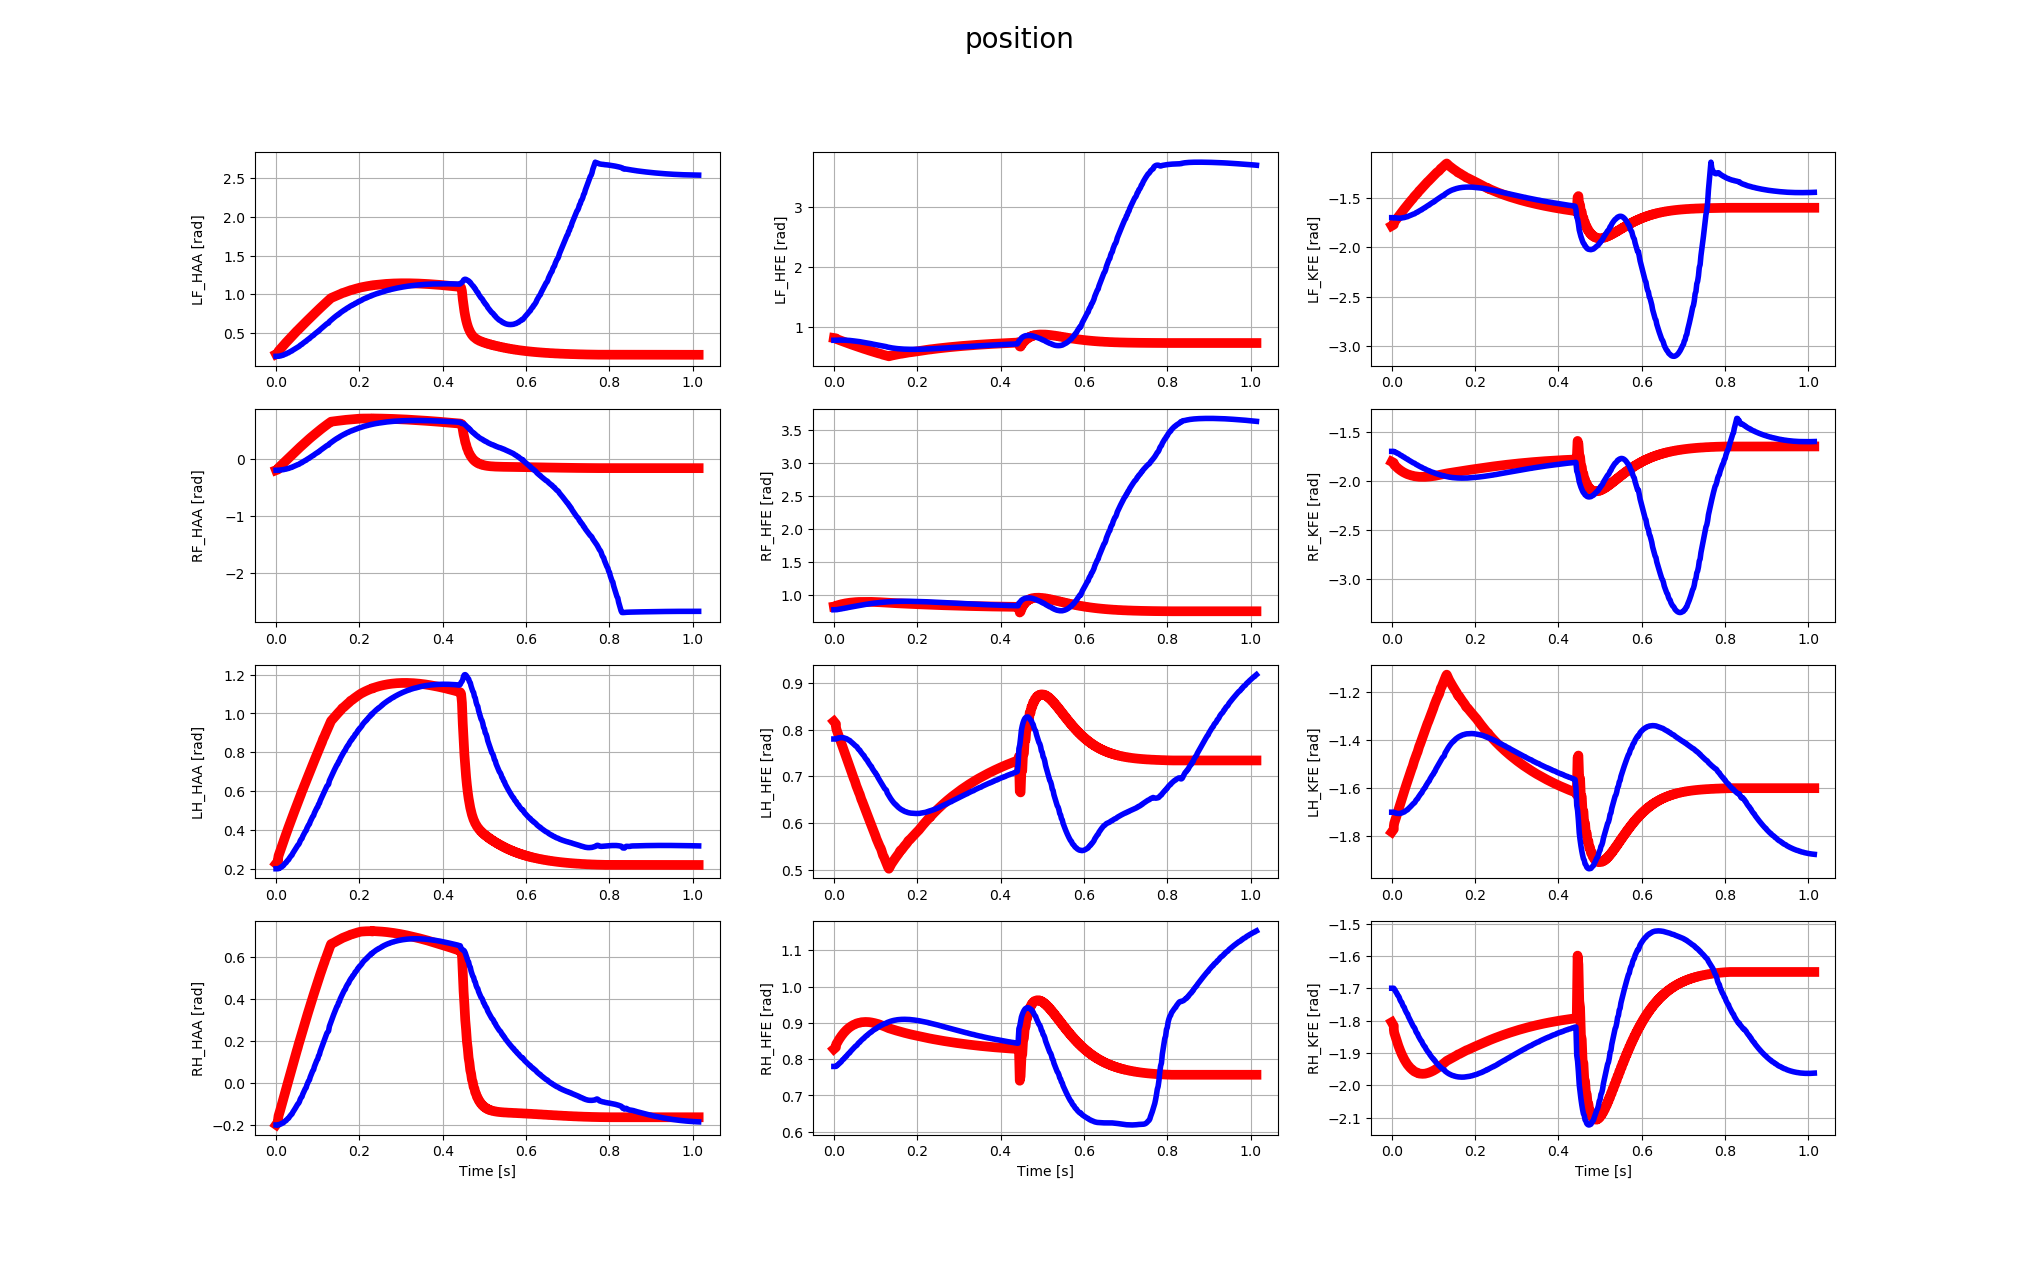 position
LF_HAA [rad]
2.5
2.0
1.5
1.0
0.5
0.0 0.2 0.4 0.6 0.8 1.0
LF_HFE [rad]
3
2
1
0.0 0.2 0.4 0.6 0.8 1.0
LF_KFE [rad]
−1.5
−2.0
−2.5
−3.0
0.0 0.2 0.4 0.6 0.8 1.0
RF_HAA [rad]
0
−1
−2
0.0 0.2 0.4 0.6 0.8 1.0
RF_HFE [rad]
3.5
3.0
2.5
2.0
1.5
1.0
0.0 0.2 0.4 0.6 0.8 1.0
RF_KFE [rad]
−1.5
−2.0
−2.5
−3.0
0.0 0.2 0.4 0.6 0.8 1.0
LH_HAA [rad]
1.2
1.0
0.8
0.6
0.4
0.2
0.0 0.2 0.4 0.6 0.8 1.0
LH_HFE [rad]
0.9
0.8
0.7
0.6
0.5
0.0 0.2 0.4 0.6 0.8 1.0
LH_KFE [rad]
−1.2
−1.4
−1.6
−1.8
0.0 0.2 0.4 0.6 0.8 1.0
RH_HAA [rad]
0.6
0.4
0.2
0.0
−0.2
0.0 0.2 0.4 0.6 0.8 1.0
Time [s]
RH_HFE [rad]
1.1
1.0
0.9
0.8
0.7
0.6
0.0 0.2 0.4 0.6 0.8 1.0
Time [s]
RH_KFE [rad]
−1.5
−1.6
−1.7
−1.8
−1.9
−2.0
−2.1
0.0 0.2 0.4 0.6 0.8 1.0
Time [s]